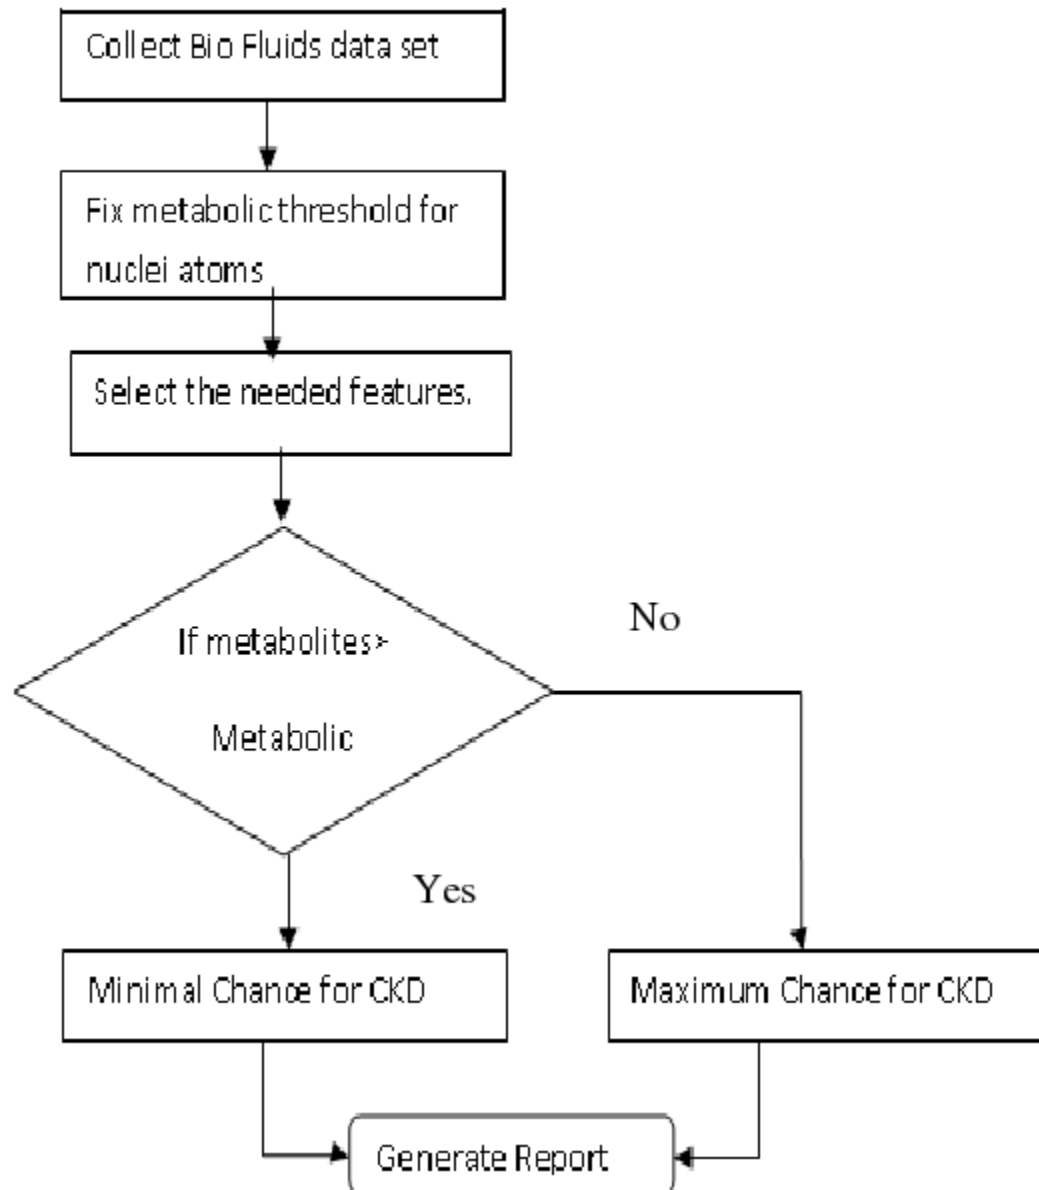 Collect Bio Fluids data set
Fix metabolic threshold for
nuclei atoms
Select the needed features.
If metabolites>
Metabolic
No
Yes
Minimal Chance for CKD
Maximum Chance for CKD
Generate Report